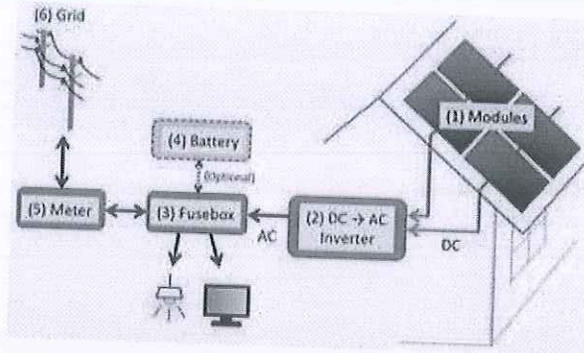 (6) Grid
(1) Modules
(4) Battery
(Optional)
(5) Meter
(3) Fusebox
AC
(2) DC → AC
Inverter
DC